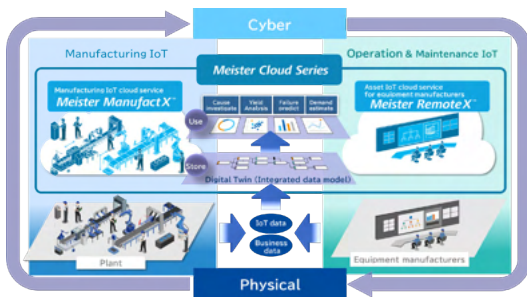 Cyber
Manufacturing IoT
Operation & Maintenance IoT
Meister Cloud Series
Manufacturing IoT cloud service
Meister ManufactX™
Asset IoT cloud service
for equipment manufacturers
Meister RemoteX™
Cause
investigate
Yield
Analysis
Failure
predict
Demand
estimate
Use
Store
Digital Twin (Integrated data model)
IoT data
Business
data
Plant
Equipment manufacturers
Physical